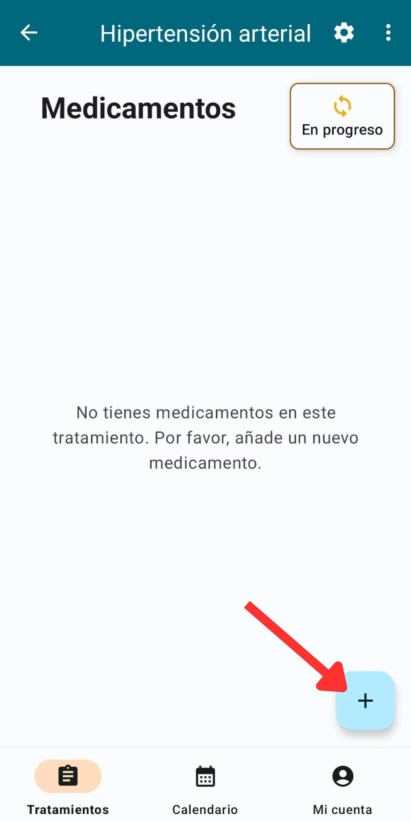 Hipertensión arterial
Medicamentos
En progreso
No tienes medicamentos en este
tratamiento. Por favor, añade un nuevo
medicamento.
+
Tratamientos
Calendario
Mi cuenta